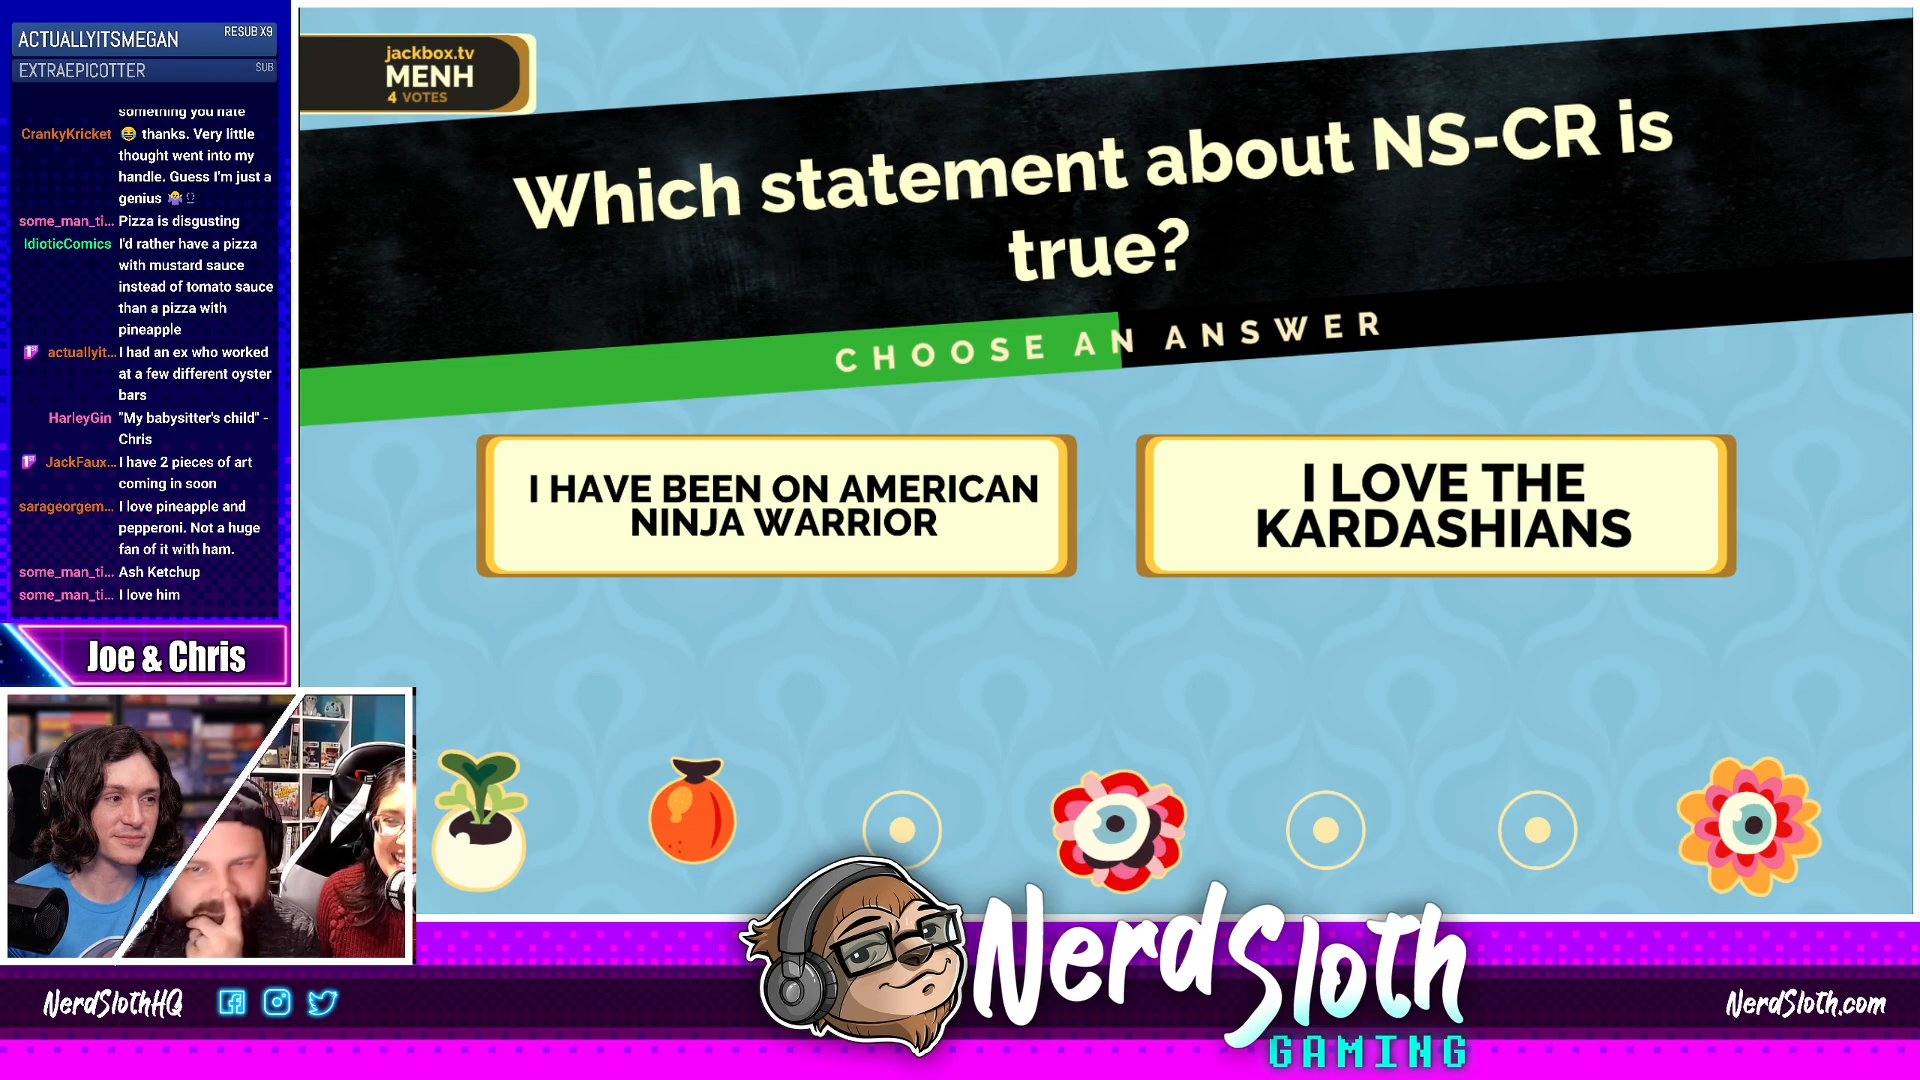 ACTUALLYITSMEGAN RESUB X9
EXTRAEPICOTTER SUB
something you hate
CrankyKricket 😂 thanks. Very little
thought went into my
handle. Guess I'm just a
genius 🤷
some_man_ti... Pizza is disgusting
IdioticComics I'd rather have a pizza
with mustard sauce
instead of tomato sauce
than a pizza with
pineapple
actuallyit... I had an ex who worked
at a few different oyster
bars
HarleyGin "My babysitter's child" -
Chris
JackFaux... I have 2 pieces of art
coming in soon
sarageorgem... I love pineapple and
pepperoni. Not a huge
fan of it with ham.
some_man_ti... Ash Ketchup
some_man_ti... I love him
Joe & Chris
jackbox.tv
MENH
4 VOTES
Which statement about NS-CR is
true?
CHOOSE AN ANSWER
I HAVE BEEN ON AMERICAN
NINJA WARRIOR
I LOVE THE
KARDASHIANS
NerdSlothHQ
NerdSloth
GAMING
NerdSloth.com